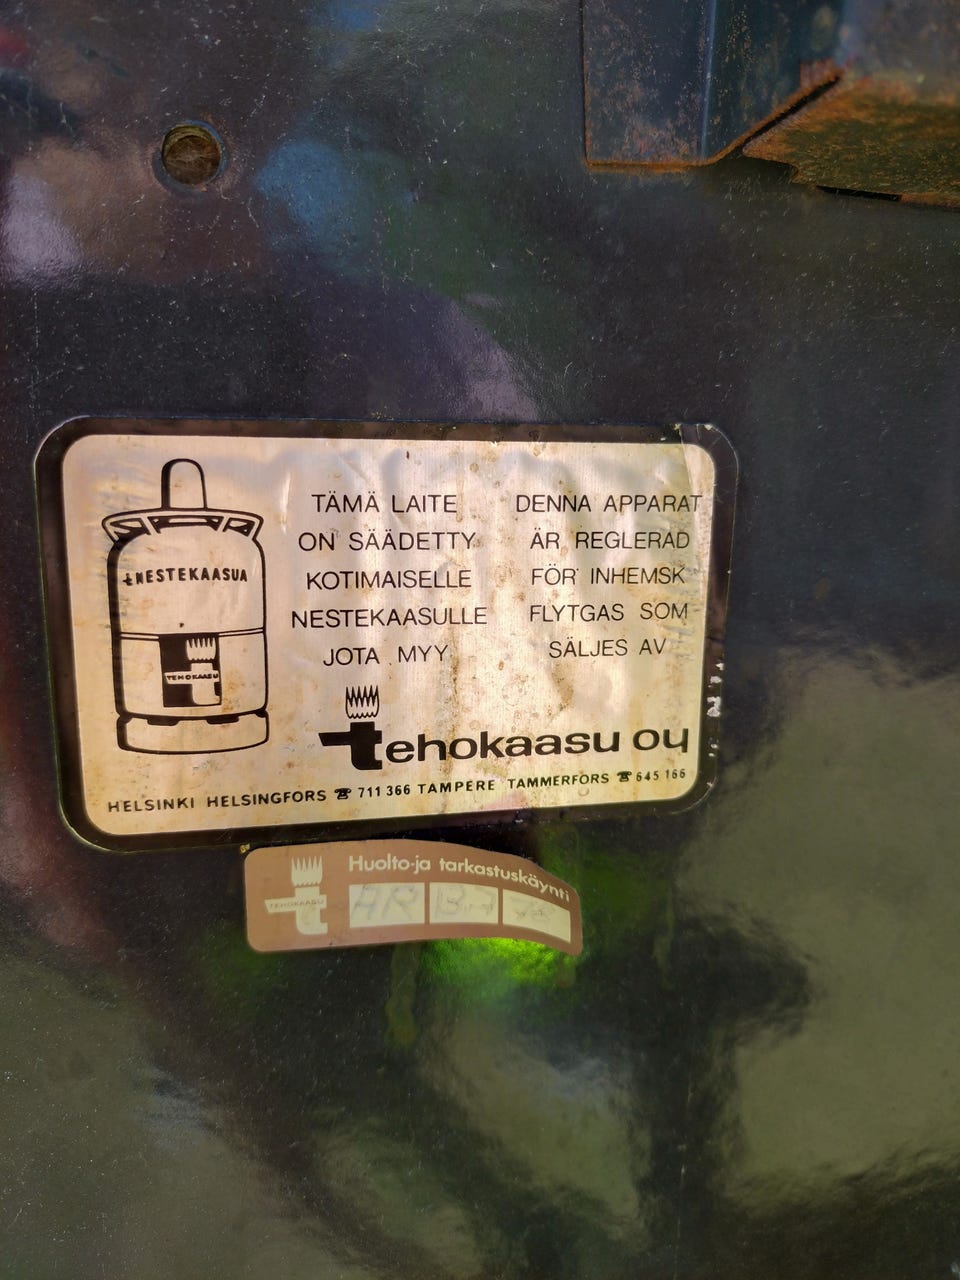 NESTEKAASUA
TEHOKAASU
TÄMÄ LAITE
ON SÄÄDETTY
KOTIMAISELLE
NESTEKAASULLE
JOTA MYY
DENNA APPARAT
ÄR REGLERAD
FÖR INHEMSK
FLYTGAS SOM
SÄLJES AV
tehokaasu oy
HELSINKI HELSINGFORS ☎ 711 366 TAMPERE TAMMERFORS ☎ 645 166
Huolto-ja tarkastuskäynti
TEHOKAASU